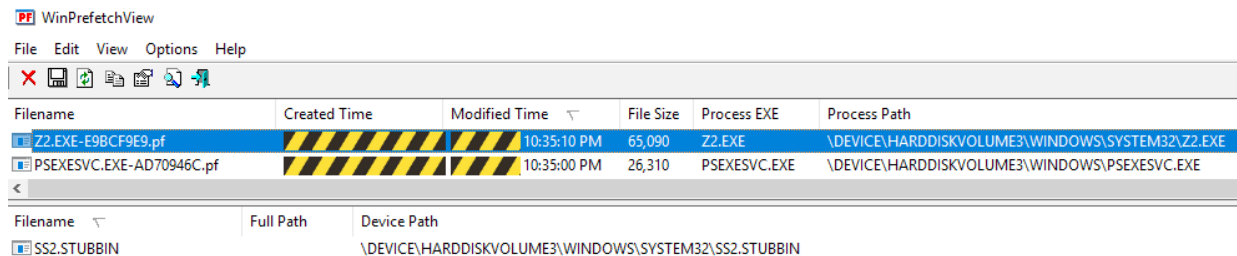 PF WinPrefetchView
File Edit View Options Help
Filename Created Time Modified Time File Size Process EXE Process Path
Z2.EXE-E9BCF9E9.pf 10:35:10 PM 65,090 Z2.EXE \DEVICE\HARDDISKVOLUME3\WINDOWS\SYSTEM32\Z2.EXE
PSEXESVC.EXE-AD70946C.pf 10:35:00 PM 26,310 PSEXESVC.EXE \DEVICE\HARDDISKVOLUME3\WINDOWS\PSEXESVC.EXE
Filename Full Path Device Path
SS2.STUBBIN \DEVICE\HARDDISKVOLUME3\WINDOWS\SYSTEM32\SS2.STUBBIN